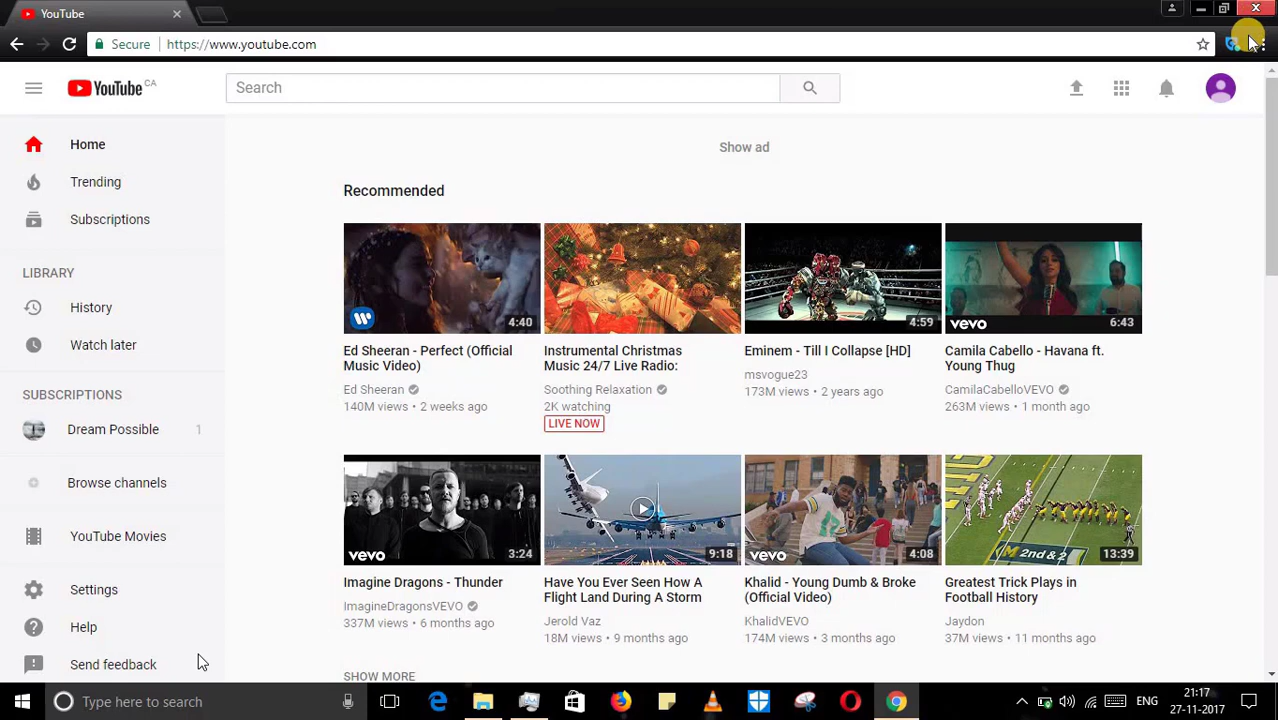 YouTube
Secure https://www.youtube.com
YouTube CA
Search
Home
Trending
Subscriptions
LIBRARY
History
Watch later
SUBSCRIPTIONS
Dream Possible 1
Browse channels
YouTube Movies
Settings
Help
Send feedback
Show ad
Recommended
4:40
4:59
vevo 6:43
Ed Sheeran - Perfect (Official
Music Video)
Ed Sheeran
140M views • 2 weeks ago
Instrumental Christmas
Music 24/7 Live Radio:
Soothing Relaxation
2K watching
LIVE NOW
Eminem - Till I Collapse [HD]
msvogue23
173M views • 2 years ago
Camila Cabello - Havana ft.
Young Thug
CamilaCabelloVEVO
263M views • 1 month ago
vevo 3:24
9:18
vevo 4:08
M 2nd & 2
13:39
Imagine Dragons - Thunder
ImagineDragonsVEVO
337M views • 6 months ago
Have You Ever Seen How A
Flight Land During A Storm
Jerold Vaz
18M views • 9 months ago
Khalid - Young Dumb & Broke
(Official Video)
KhalidVEVO
174M views • 3 months ago
Greatest Trick Plays in
Football History
Jaydon
37M views • 11 months ago
SHOW MORE
Type here to search
ENG
21:17
27-11-2017